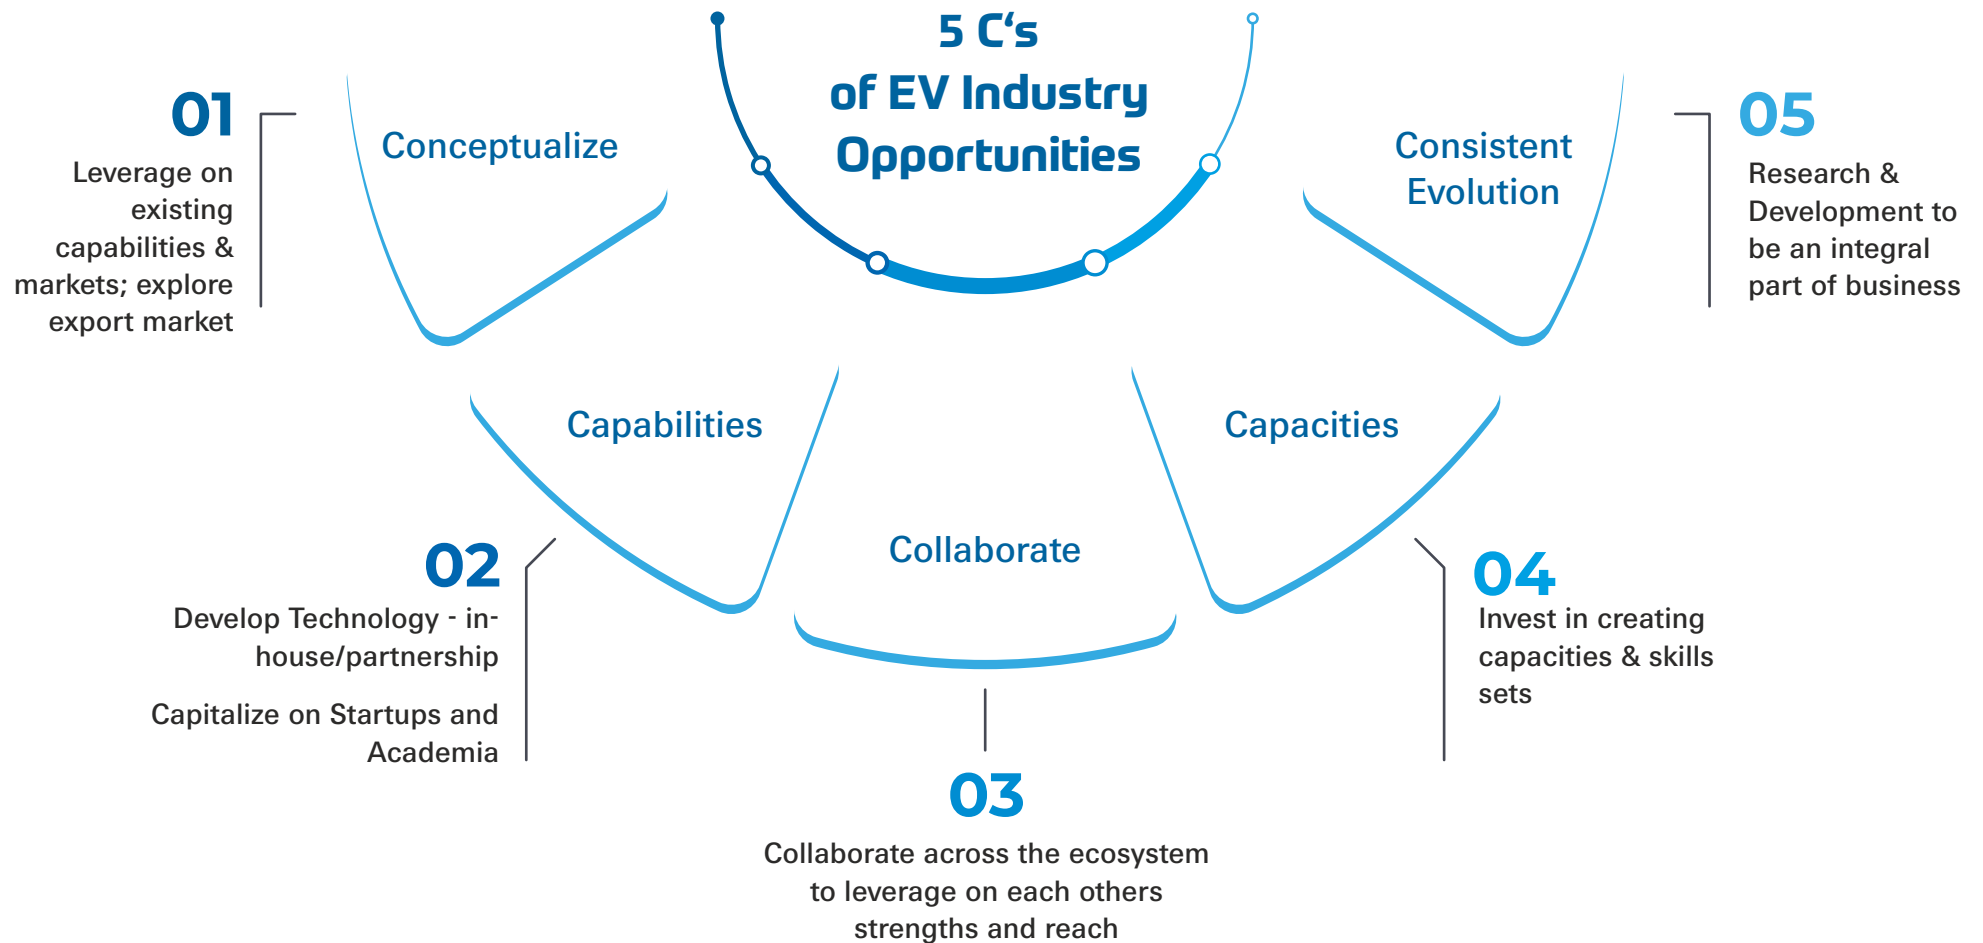 5 C‘s
of EV Industry
Opportunities
01
Conceptualize
Leverage on
existing
capabilities &
markets; explore
export market
02
Capabilities
Develop Technology - in-
house/partnership
Capitalize on Startups and
Academia
03
Collaborate
Collaborate across the ecosystem
to leverage on each others
strengths and reach
04
Capacities
Invest in creating
capacities & skills
sets
05
Consistent
Evolution
Research &
Development to
be an integral
part of business